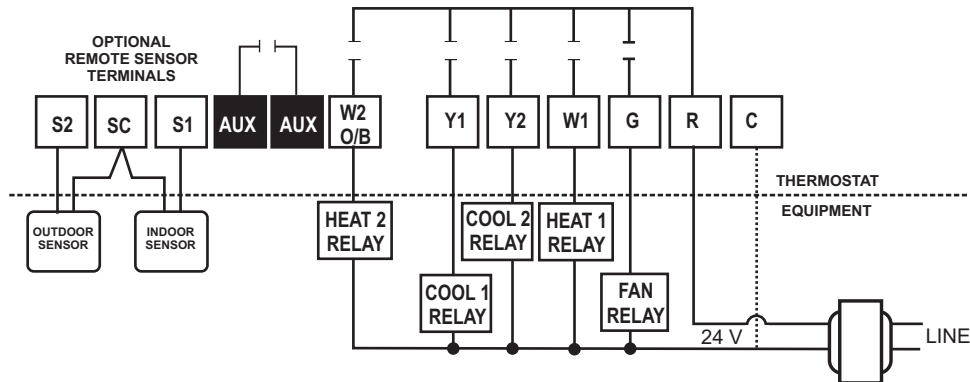 OPTIONAL
REMOTE SENSOR
TERMINALS
S2
SC
S1
AUX
AUX
W2
O/B
Y1
Y2
W1
G
R
C
THERMOSTAT
EQUIPMENT
OUTDOOR
SENSOR
INDOOR
SENSOR
HEAT 2
RELAY
COOL 2
RELAY
HEAT 1
RELAY
COOL 1
RELAY
FAN
RELAY
24 V
LINE